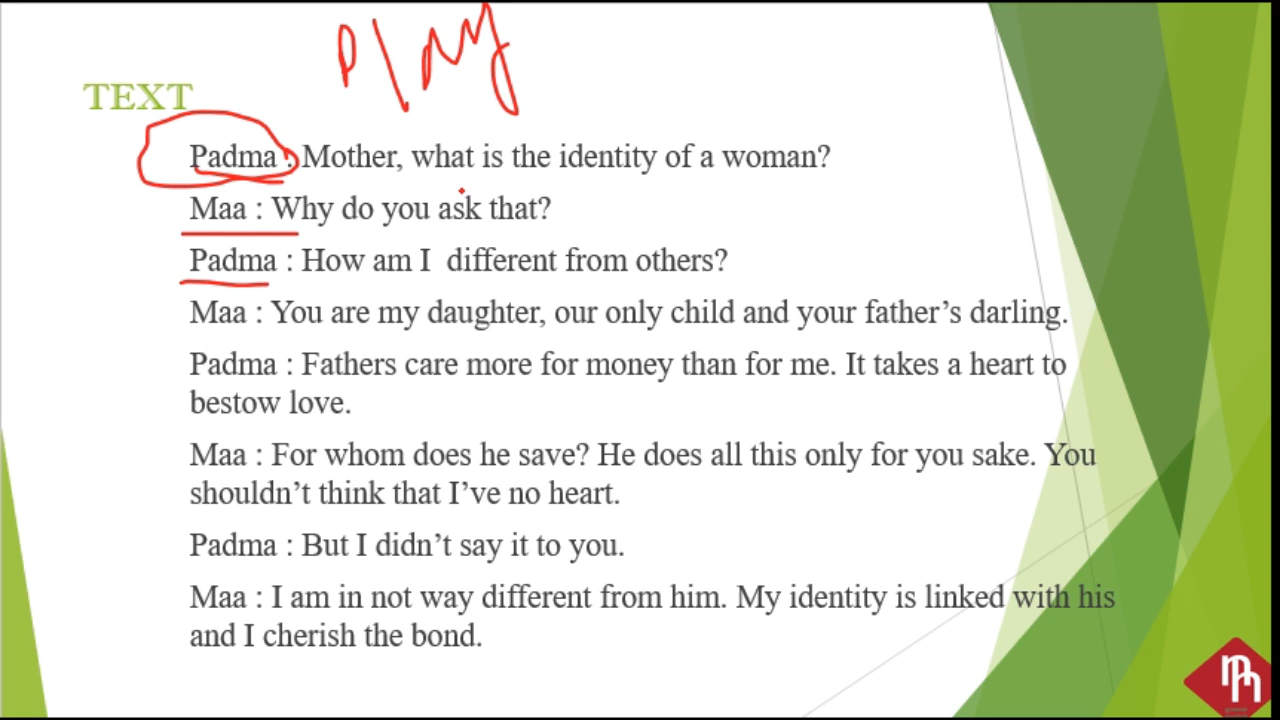 Play
TEXT
Padma : Mother, what is the identity of a woman?
Maa : Why do you ask that?
Padma : How am I  different from others?
Maa : You are my daughter, our only child and your father’s darling.
Padma : Fathers care more for money than for me. It takes a heart to
bestow love.
Maa : For whom does he save? He does all this only for you sake. You
shouldn’t think that I’ve no heart.
Padma : But I didn’t say it to you.
Maa : I am in not way different from him. My identity is linked with his
and I cherish the bond.